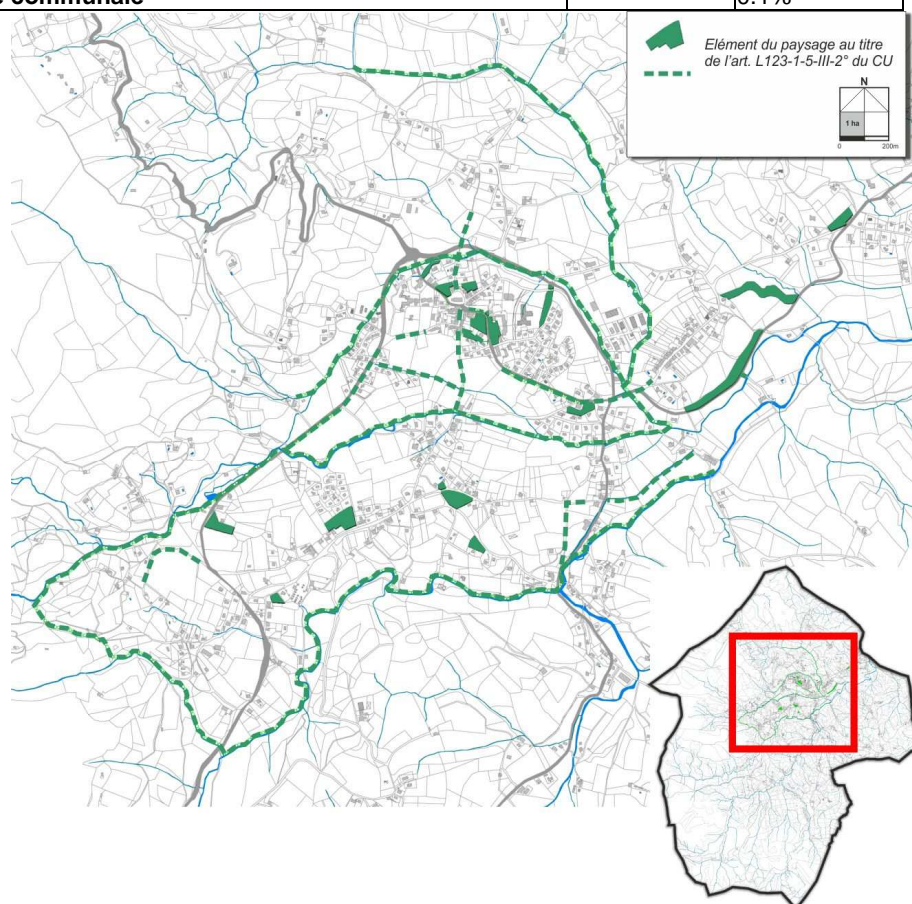 communale
Elément du paysage au titre
de l'art. L123-1-5-III-2° du CU
N
1 ha
0 200m